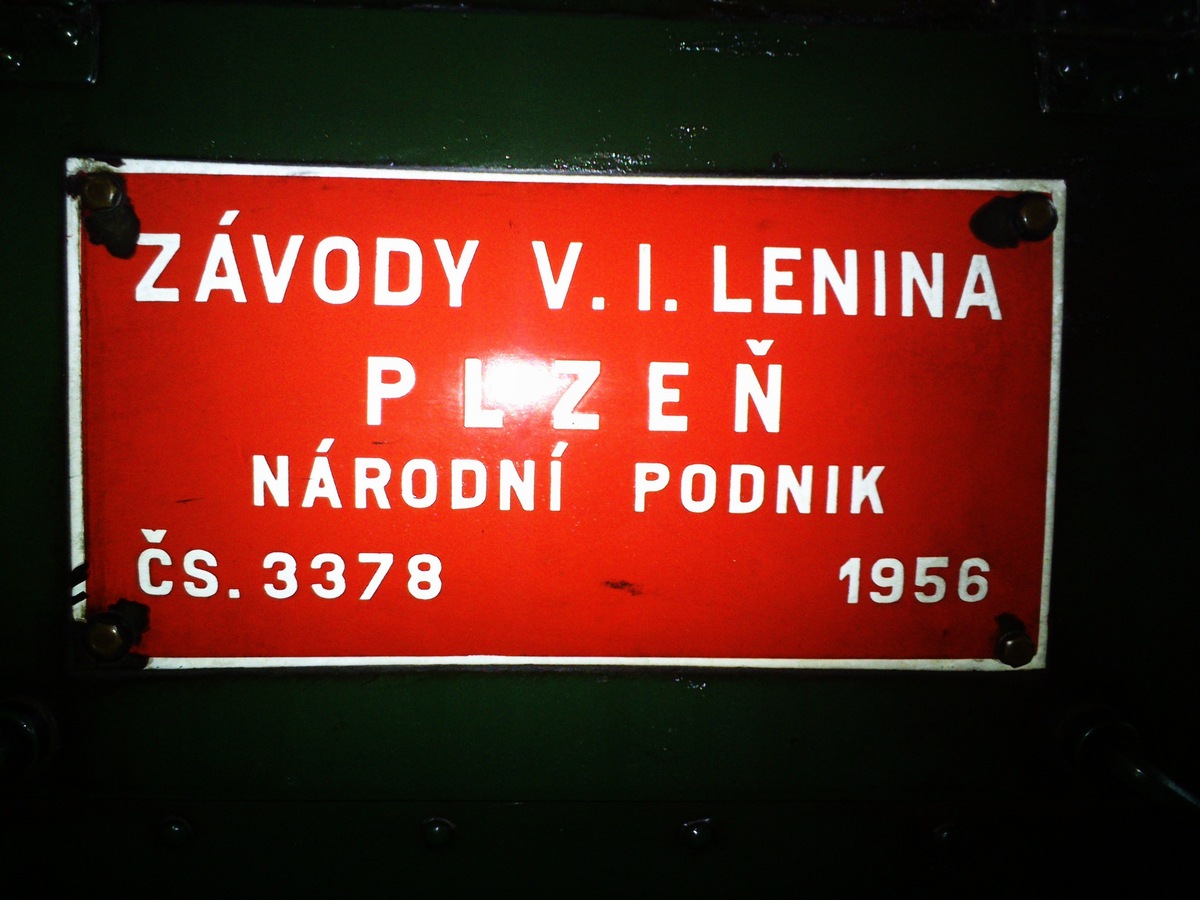 ZÁVODY V. I. LENINA
PLZEŇ
NÁRODNÍ PODNIK
ČS. 3378 1956